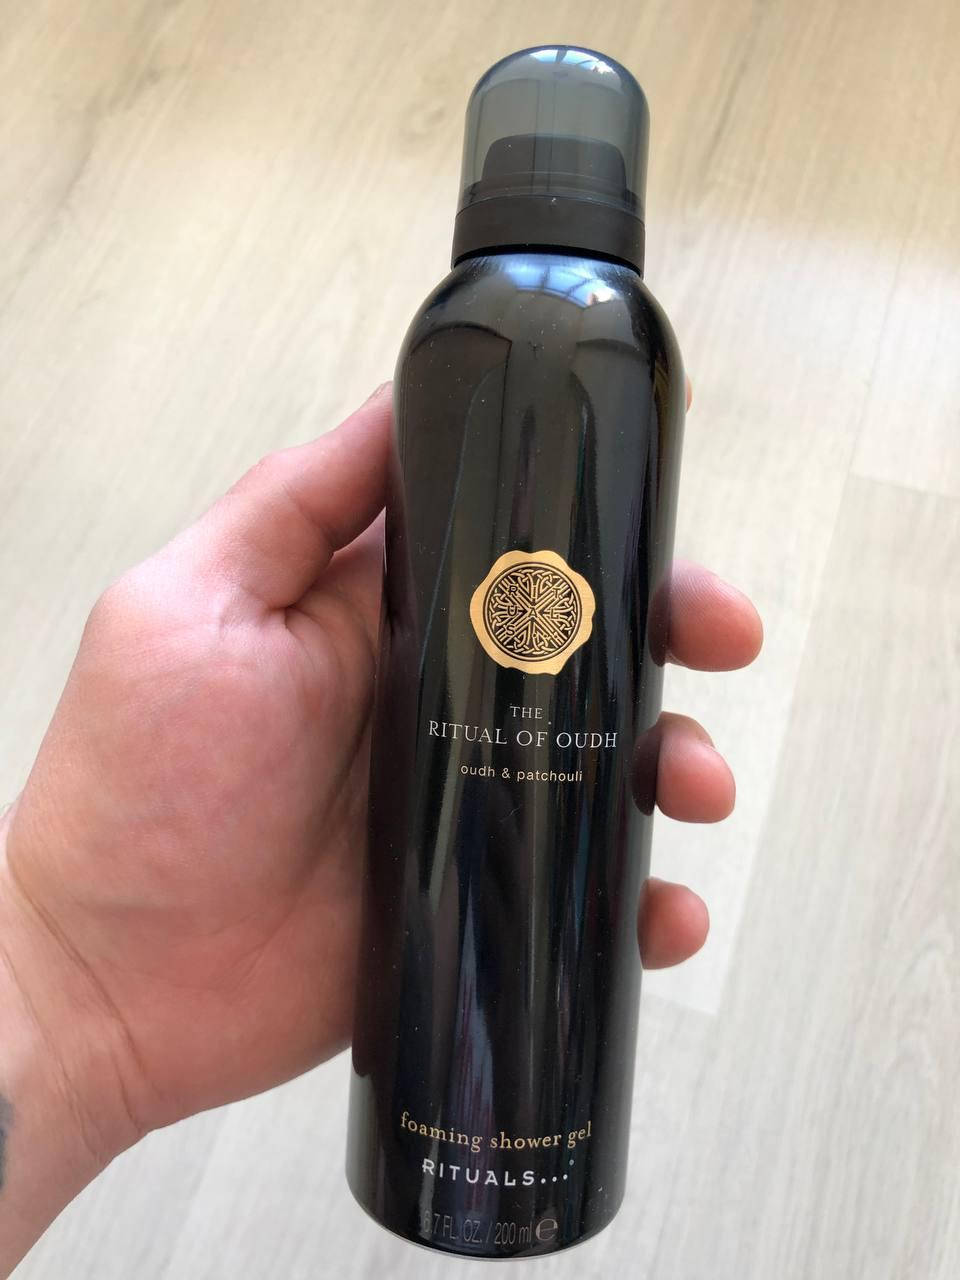 THE
RITUAL OF OUDH
oudh & patchouli
foaming shower gel
RITUALS...
6.7 FL. OZ. / 200 ml ℮